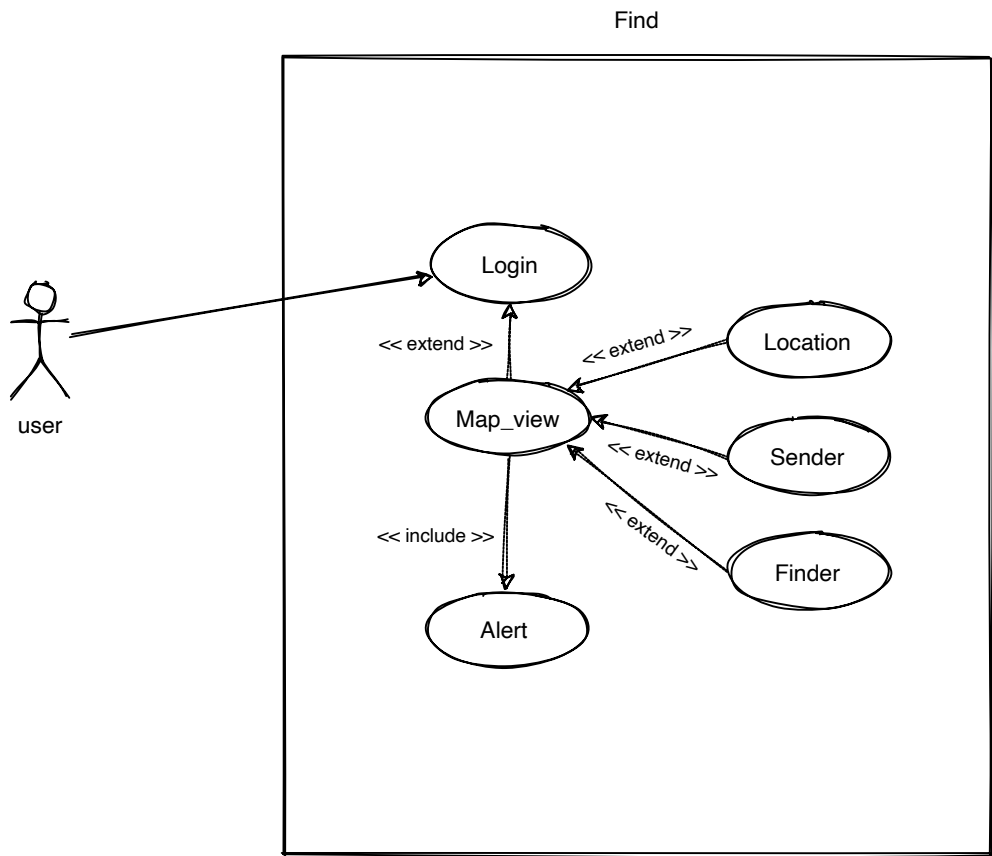 Find
Login
<< extend >>
<< extend >>
Location
user
Map_view
<< extend >>
Sender
<< include >>
<< extend >>
Finder
Alert